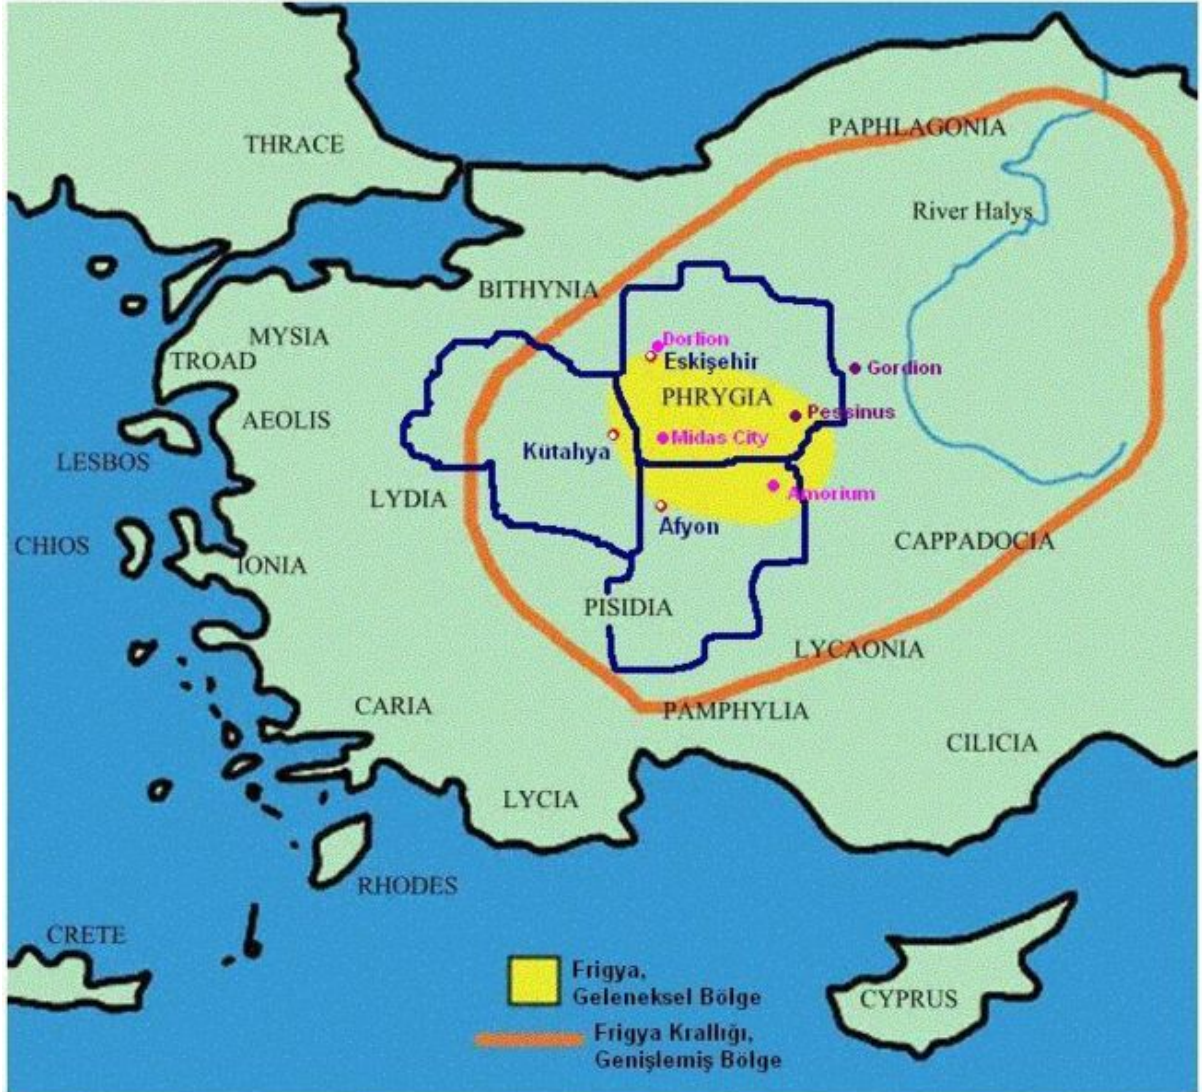 THRACE
PAPHLAGONIA
River Halys
BITHYNIA
MYSIA
TROAD
Dorlion
Eskişehir
Gordion
PHRYGIA
AEOLIS
Pessinus
Midas City
Kütahya
LESBOS
LYDIA
Amorium
Afyon
CHIOS
CAPPADOCIA
IONIA
PISIDIA
LYCAONIA
CARIA
PAMPHYLIA
CILICIA
LYCIA
RHODES
CRETE
CYPRUS
Frigya,
Geleneksel Bölge
Frigya Krallığı,
Genişlemiş Bölge